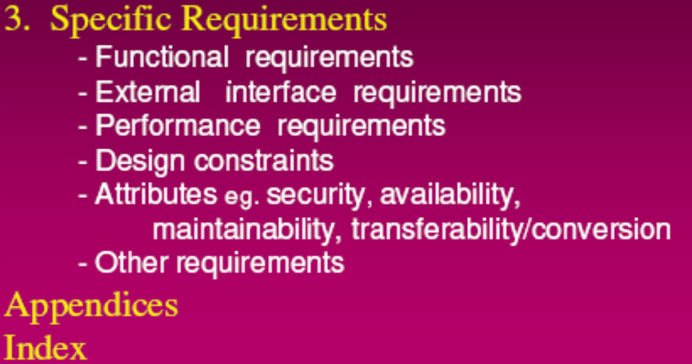 3. Specific Requirements
- Functional requirements
- External interface requirements
- Performance requirements
- Design constraints
- Attributes eg. security, availability,
maintainability, transferability/conversion
- Other requirements
Appendices
Index